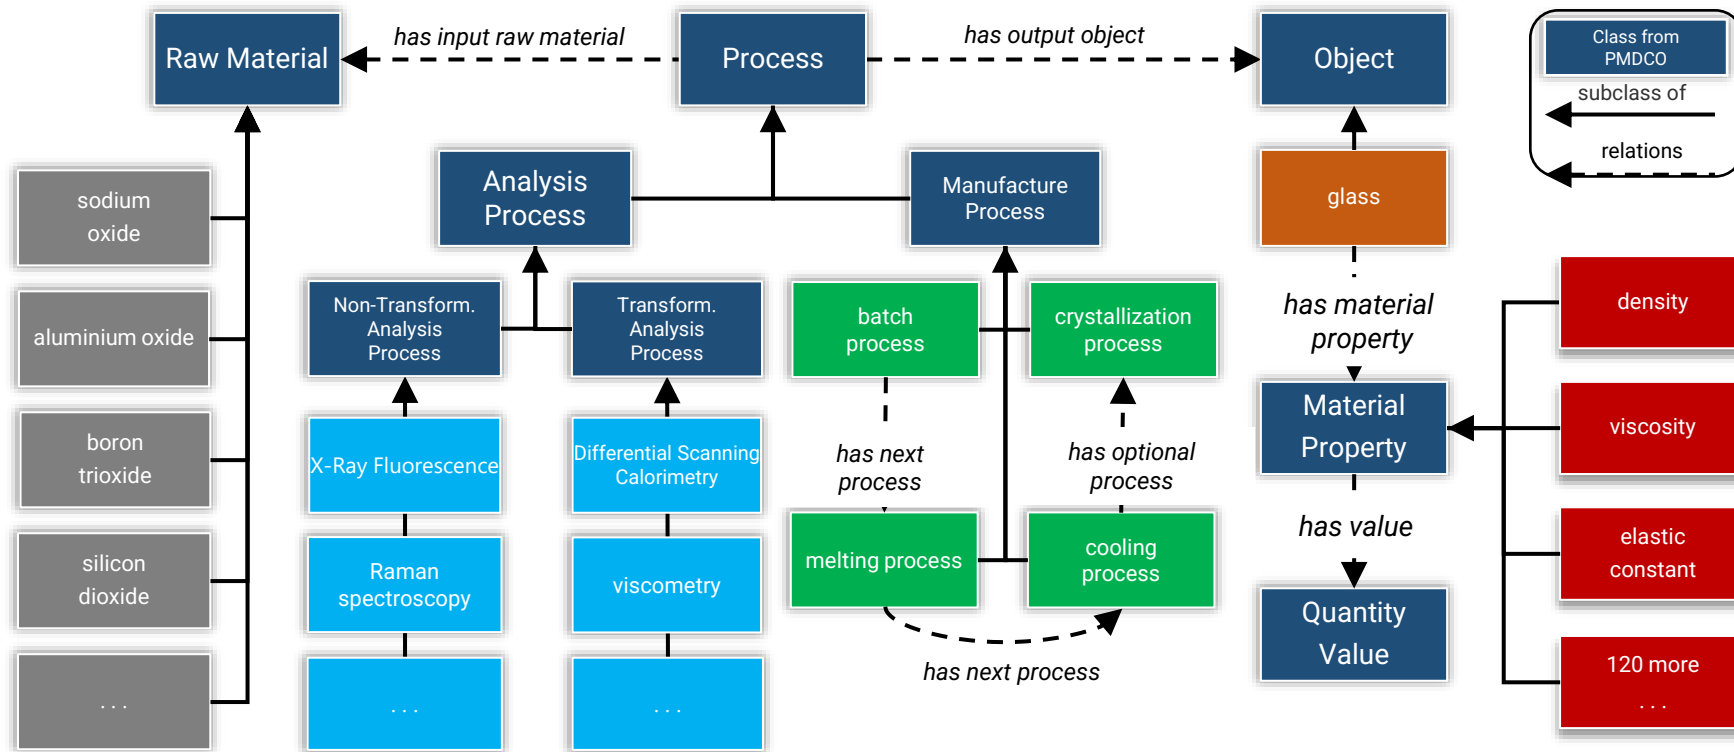 Raw Material
has input raw material
Process
has output object
Object
Class from
PMDCO
subclass of
relations
sodium
oxide
aluminium oxide
boron
trioxide
silicon
dioxide
. . .
Analysis
Process
Manufacture
Process
glass
Non-Transform.
Analysis
Process
Transform.
Analysis
Process
batch
process
crystallization
process
has material
property
density
X-Ray Fluorescence
Differential Scanning
Calorimetry
has next
process
has optional
process
Material
Property
viscosity
Raman
spectroscopy
viscometry
melting process
cooling
process
has value
elastic
constant
. . .
. . .
has next process
Quantity
Value
120 more
. . .